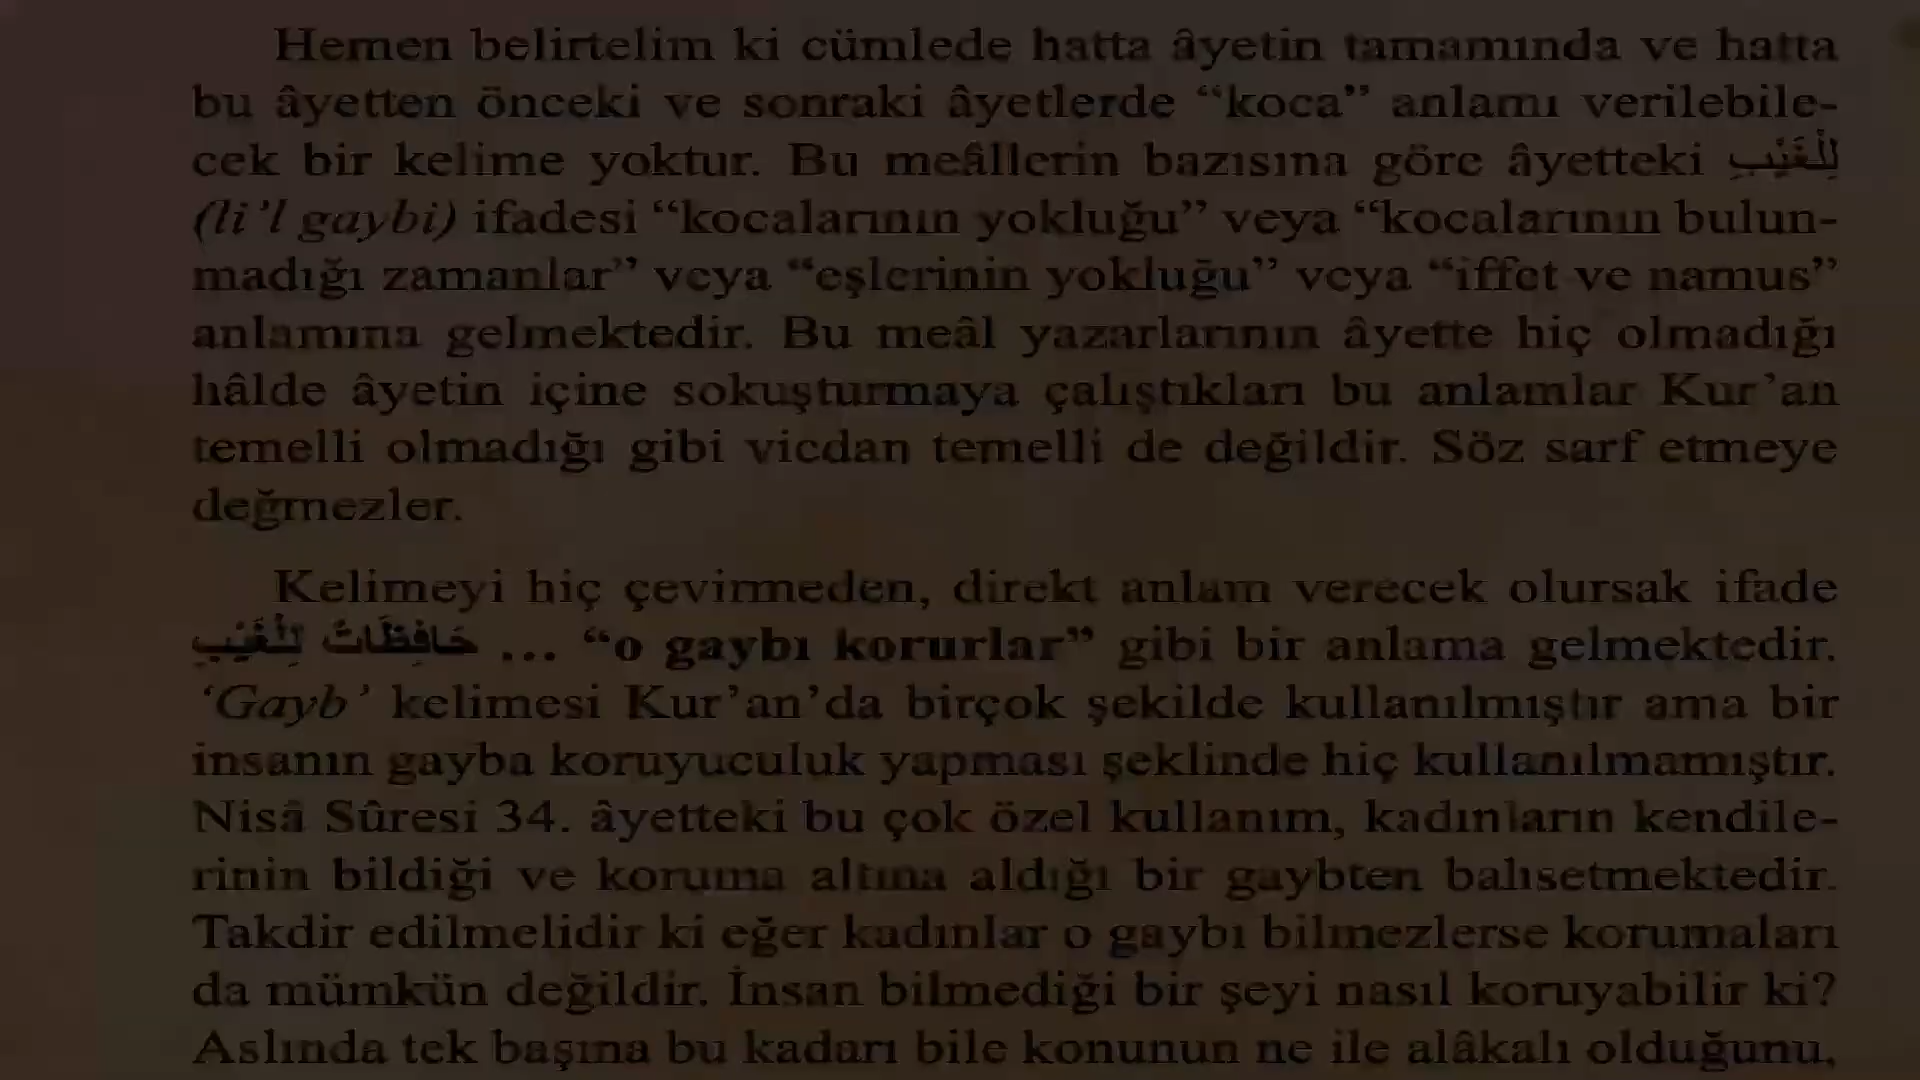 Hemen belirtelim ki cümlede hatta âyetin tamamında ve hatta
bu âyetten önceki ve sonraki âyetlerde “koca” anlamı verilebile-
cek bir kelime yoktur. Bu meâllerin bazısına göre âyetteki لِلْغَيْبِ
(li’l gaybi) ifadesi “kocalarının yokluğu” veya “kocalarının bulun-
madığı zamanlar” veya “eşlerinin yokluğu” veya “iffet ve namus”
anlamına gelmektedir. Bu meâl yazarlarının âyette hiç olmadığı
hâlde âyetin içine sokuşturmaya çalıştıkları bu anlamlar Kur’an
temelli olmadığı gibi vicdan temelli de değildir. Söz sarf etmeye
değmezler.
Kelimeyi hiç çevirmeden, direkt anlam verecek olursak ifade
حَافِظَاتٌ لِلْغَيْبِ ... “o gaybı korurlar” gibi bir anlama gelmektedir.
‘Gayb’ kelimesi Kur’an’da birçok şekilde kullanılmıştır ama bir
insanın gayba koruyuculuk yapması şeklinde hiç kullanılmamıştır.
Nisâ Sûresi 34. âyetteki bu çok özel kullanım, kadınların kendile-
rinin bildiği ve koruma altına aldığı bir gaybten bahsetmektedir.
Takdir edilmelidir ki eğer kadınlar o gaybı bilmezlerse korumaları
da mümkün değildir. İnsan bilmediği bir şeyi nasıl koruyabilir ki?
Aslında tek başına bu kadarı bile konunun ne ile alâkalı olduğunu,